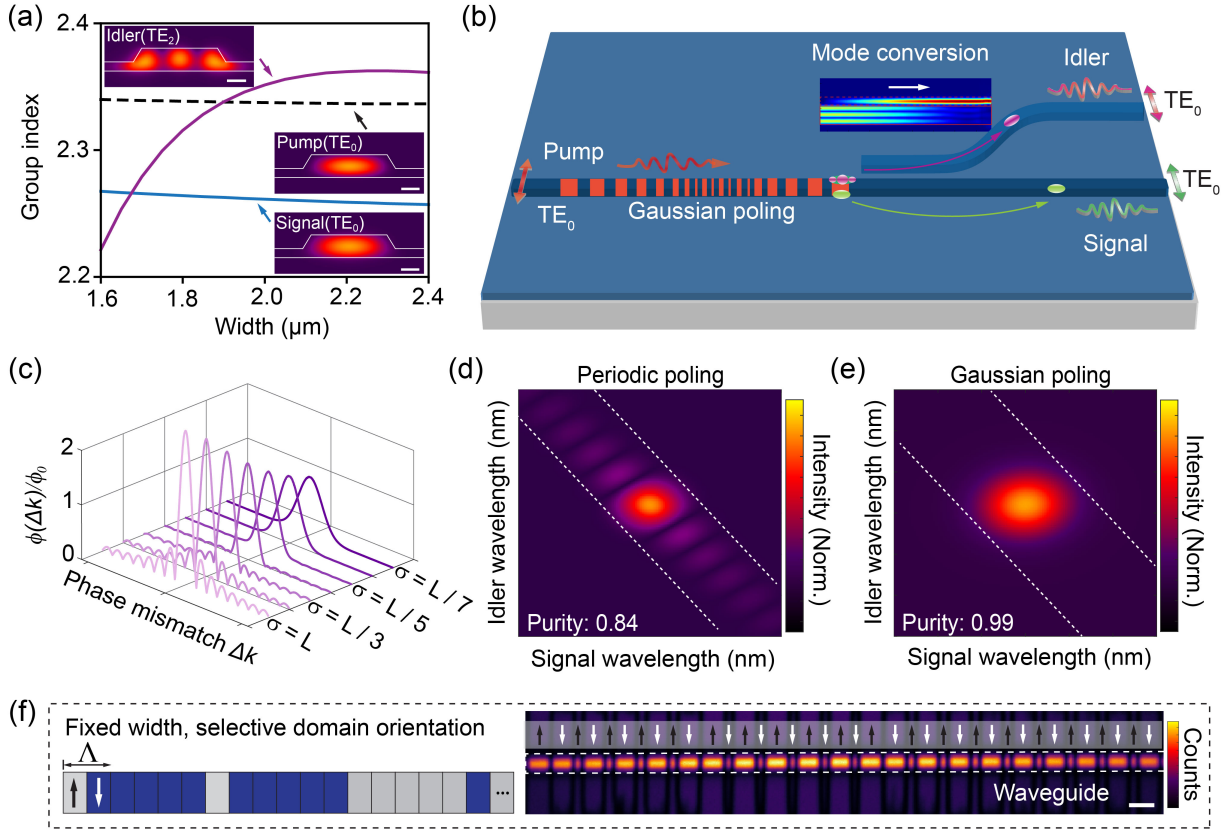 (a)
2.4
2.3
2.2
Group index
1.6
1.8
2.0
2.2
2.4
Width (μm)
Idler(TE₂)
Pump(TE₀)
Signal(TE₀)
(b)
Mode conversion
Idler
TE₀
Pump
TE₀
Gaussian poling
TE₀
Signal
(c)
2
1
0
ϕ(Δk)/ϕ₀
Phase mismatch Δk
σ = L
σ = L / 3
σ = L / 5
σ = L / 7
(d)
Periodic poling
Idler wavelength (nm)
Purity: 0.84
Signal wavelength (nm)
Intensity (Norm.)
(e)
Gaussian poling
Idler wavelength (nm)
Purity: 0.99
Signal wavelength (nm)
Intensity (Norm.)
(f)
Fixed width, selective domain orientation
Λ
...
Waveguide
Counts